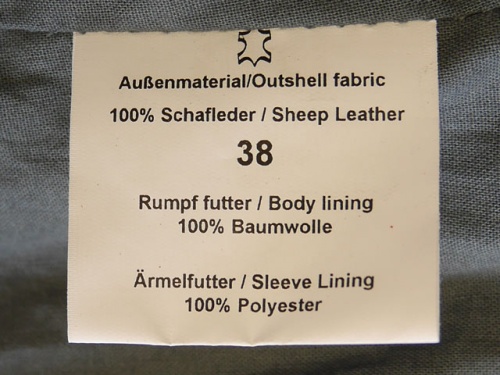 Außenmaterial/Outshell fabric
100% Schafleder / Sheep Leather
38
Rumpf futter / Body lining
100% Baumwolle
Ärmelfutter / Sleeve Lining
100% Polyester